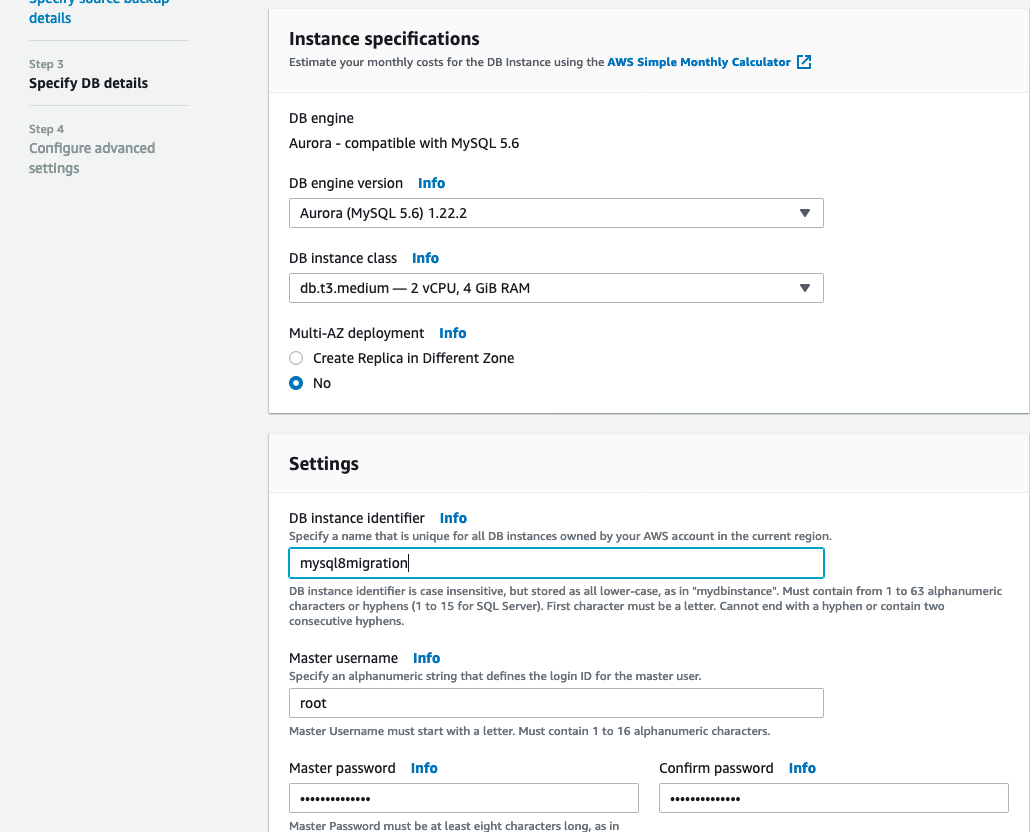 Specify source backup
details
Step 3
Specify DB details
Step 4
Configure advanced
settings
Instance specifications
Estimate your monthly costs for the DB Instance using the AWS Simple Monthly Calculator
DB engine
Aurora - compatible with MySQL 5.6
DB engine version Info
Aurora (MySQL 5.6) 1.22.2
DB instance class Info
db.t3.medium — 2 vCPU, 4 GiB RAM
Multi-AZ deployment Info
Create Replica in Different Zone
No
Settings
DB instance identifier Info
Specify a name that is unique for all DB instances owned by your AWS account in the current region.
mysql8migration
DB instance identifier is case insensitive, but stored as all lower-case, as in "mydbinstance". Must contain from 1 to 63 alphanumeric
characters or hyphens (1 to 15 for SQL Server). First character must be a letter. Cannot end with a hyphen or contain two
consecutive hyphens.
Master username Info
Specify an alphanumeric string that defines the login ID for the master user.
root
Master Username must start with a letter. Must contain 1 to 16 alphanumeric characters.
Master password Info
Confirm password Info
••••••••••••••
••••••••••••••
Master Password must be at least eight characters long, as in